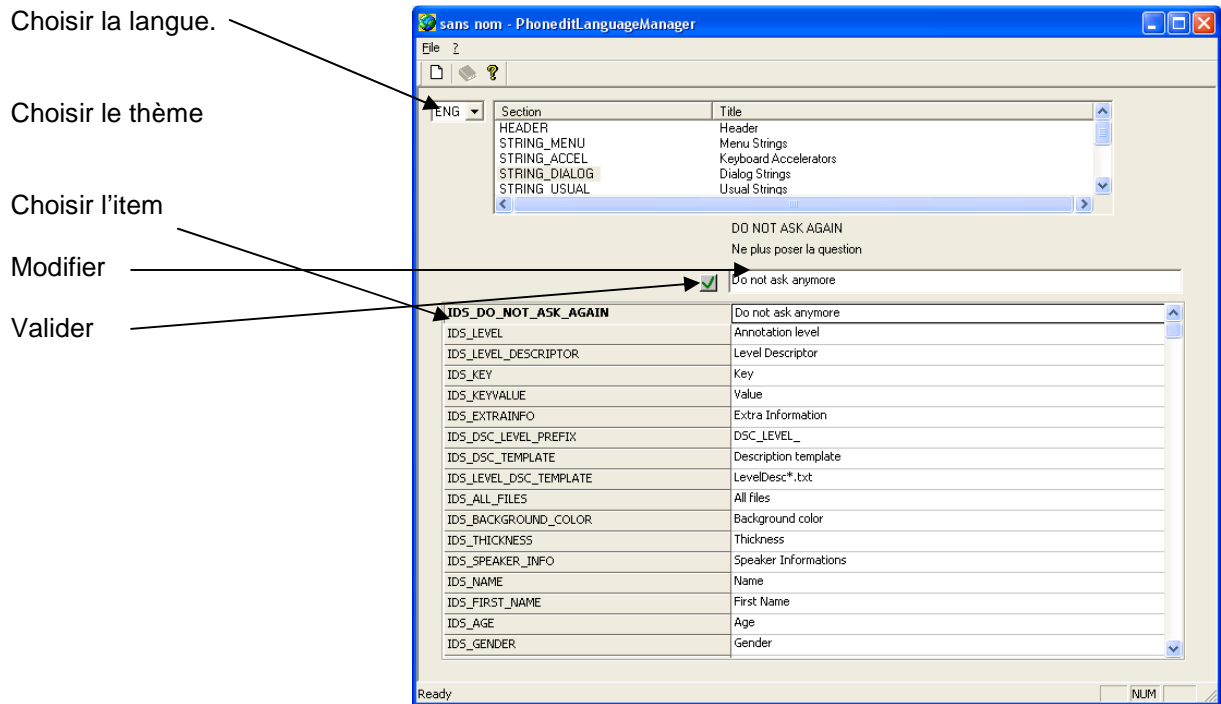 Choisir la langue.
Choisir le thème
Choisir l'item
Modifier
Valider
sans nom - PhoneditLanguageManager
File ?
ENG
Section Title
HEADER Header
STRING_MENU Menu Strings
STRING_ACCEL Keyboard Accelerators
STRING_DIALOG Dialog Strings
STRING_USUAL Usual Strings
DO NOT ASK AGAIN
Ne plus poser la question
Do not ask anymore
IDS_DO_NOT_ASK_AGAIN Do not ask anymore
IDS_LEVEL Annotation level
IDS_LEVEL_DESCRIPTOR Level Descriptor
IDS_KEY Key
IDS_KEYVALUE Value
IDS_EXTRAINFO Extra Information
IDS_DSC_LEVEL_PREFIX DSC_LEVEL_
IDS_DSC_TEMPLATE Description template
IDS_LEVEL_DSC_TEMPLATE LevelDesc*.txt
IDS_ALL_FILES All files
IDS_BACKGROUND_COLOR Background color
IDS_THICKNESS Thickness
IDS_SPEAKER_INFO Speaker Informations
IDS_NAME Name
IDS_FIRST_NAME First Name
IDS_AGE Age
IDS_GENDER Gender
Ready NUM